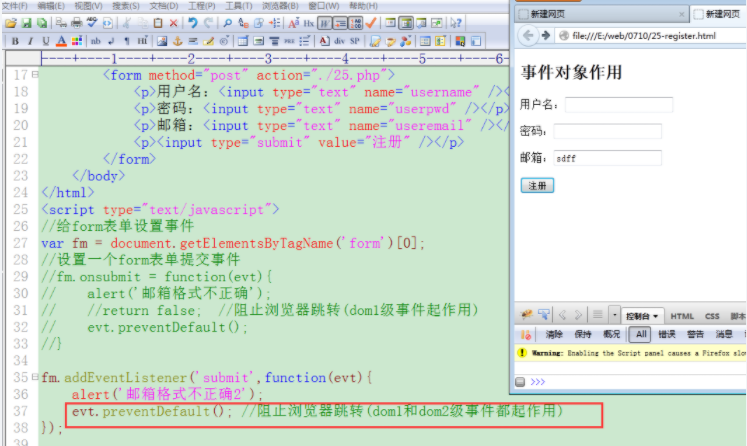 文件(F) 编辑(E) 视图(V) 搜索(S) 文档(D) 工程(P) 工具(T) 浏览器(B) 窗口(W) 帮助(H)
----+----1----+----2----+----3----+----4----+----5----+----6-
17 <form method="post" action="./25.php">
18 <p>用户名：<input type="text" name="username" /><
19 <p>密码：<input type="text" name="userpwd" /></p>
20 <p>邮箱：<input type="text" name="useremail" /></
21 <p><input type="submit" value="注册" /></p>
22 </form>
23 </body>
24 </html>
25 <script type="text/javascript">
26 //给form表单设置事件
27 var fm = document.getElementsByTagName('form')[0];
28 //设置一个form表单提交事件
29 //fm.onsubmit = function(evt){
30 // alert('邮箱格式不正确');
31 // //return false; //阻止浏览器跳转(dom1级事件起作用)
32 // evt.preventDefault();
33 //}
34
35 fm.addEventListener('submit',function(evt){
36 alert('邮箱格式不正确2');
37 evt.preventDefault(); //阻止浏览器跳转(dom1和dom2级事件都起作用)
38 });
39
新建网页 × 新建网页
file:///E:/web/0710/25-register.html
事件对象作用
用户名：
密码：
邮箱： sdff
注册
控制台 HTML CSS 脚本
清除 保持 概况 All 错误 警告 消息
Warning: Enabling the Script panel causes a Firefox slow
>>>